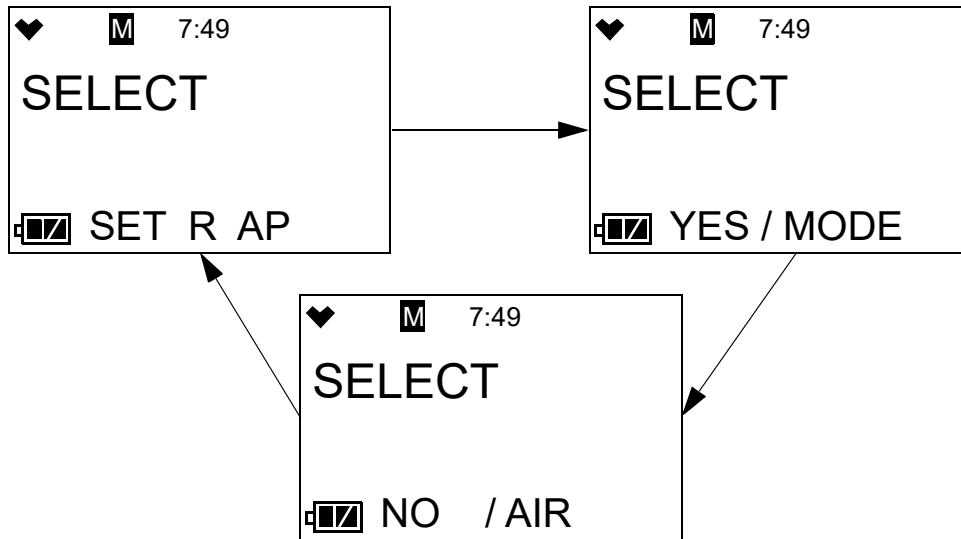 M 7:49
SELECT
SET R AP
M 7:49
SELECT
YES / MODE
M 7:49
SELECT
NO / AIR